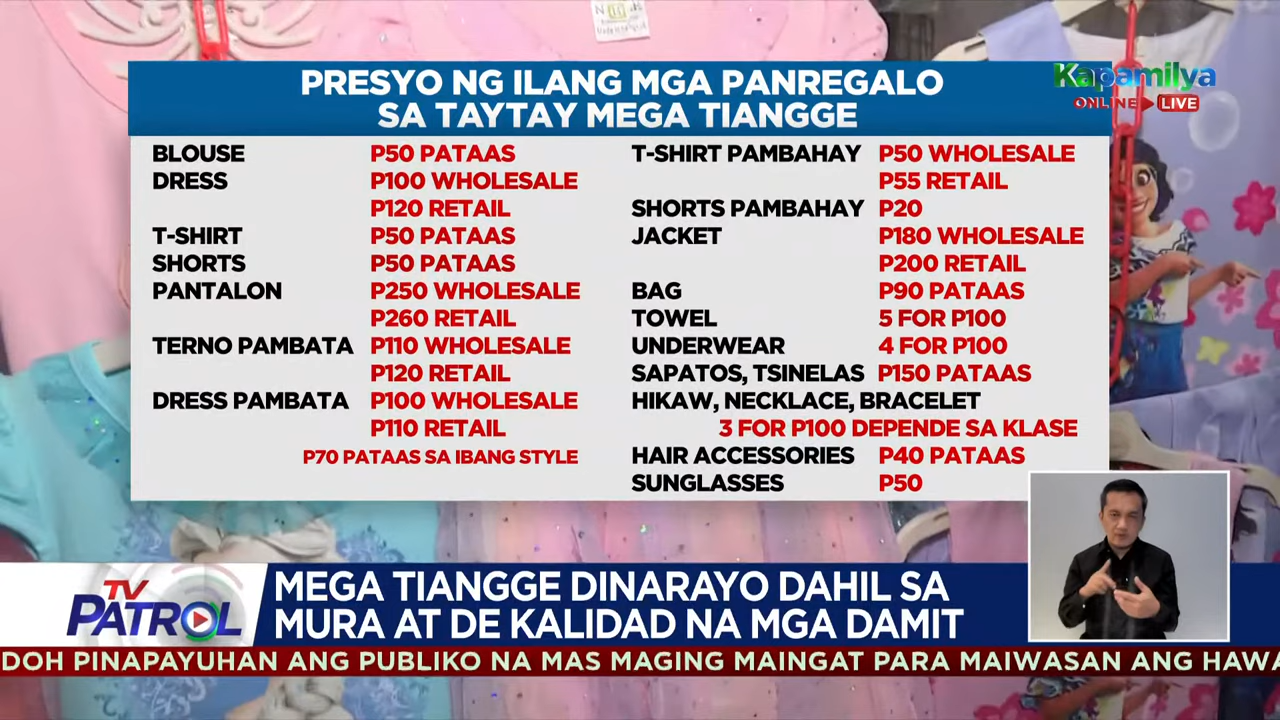 PRESYO NG ILANG MGA PANREGALO
SA TAYTAY MEGA TIANGGE
Kapamilya
ONLINE LIVE
BLOUSE P50 PATAAS
DRESS P100 WHOLESALE
P120 RETAIL
T-SHIRT P50 PATAAS
SHORTS P50 PATAAS
PANTALON P250 WHOLESALE
P260 RETAIL
TERNO PAMBATA P110 WHOLESALE
P120 RETAIL
DRESS PAMBATA P100 WHOLESALE
P110 RETAIL
P70 PATAAS SA IBANG STYLE
T-SHIRT PAMBAHAY P50 WHOLESALE
P55 RETAIL
SHORTS PAMBAHAY P20
JACKET P180 WHOLESALE
P200 RETAIL
BAG P90 PATAAS
TOWEL 5 FOR P100
UNDERWEAR 4 FOR P100
SAPATOS, TSINELAS P150 PATAAS
HIKAW, NECKLACE, BRACELET
3 FOR P100 DEPENDE SA KLASE
HAIR ACCESSORIES P40 PATAAS
SUNGLASSES P50
TV PATROL
MEGA TIANGGE DINARAYO DAHIL SA
MURA AT DE KALIDAD NA MGA DAMIT
DOH PINAPAYUHAN ANG PUBLIKO NA MAS MAGING MAINGAT PARA MAIWASAN ANG HAWA